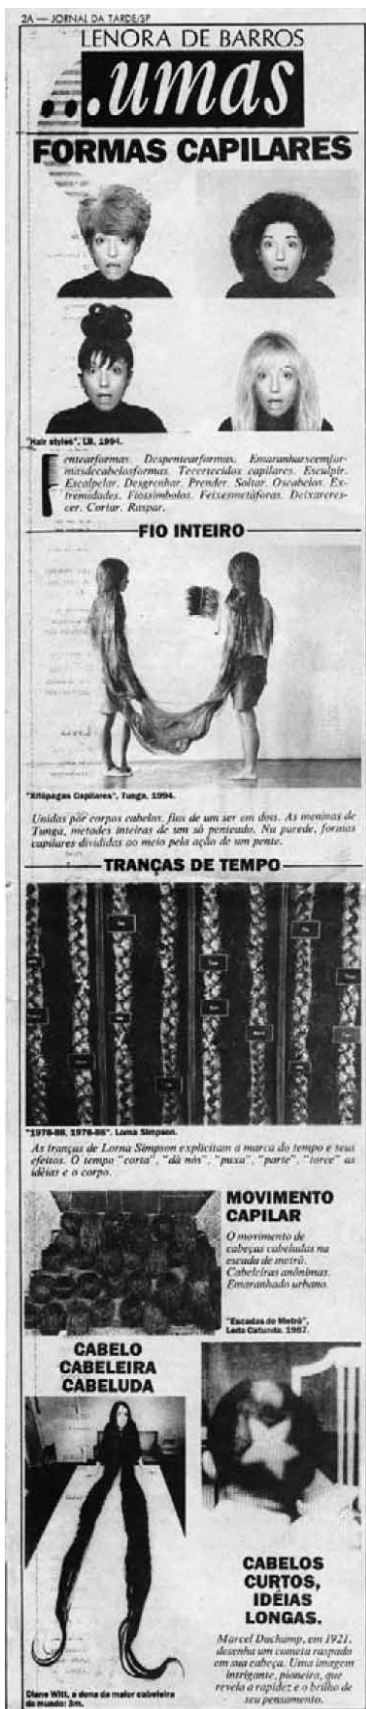 2A — JORNAL DA TARDE/SP
LENORA DE BARROS
...umas
FORMAS CAPILARES
"Hair styles", LB, 1994.
Pentearformas. Despentearformas. Emaranharseemfor-
masdecabelosformas. Tecertecidos capilares. Esculpir.
Escalpelar. Desgrenhar. Prender. Soltar. Oscabelos. Ex-
tremidades. Fiossímbolos. Feixesmetáforas. Deixarcres-
cer. Cortar. Raspar.
FIO INTEIRO
"Xifópagas Capilares", Tunga, 1994.
Unidas por corpos cabelos, fios de um ser em dois. As meninas de
Tunga, metades inteiras de um só penteado. Na parede, formas
capilares divididas ao meio pela ação de um pente.
TRANÇAS DE TEMPO
"1978-88, 1978-88". Lorna Simpson.
As tranças de Lorna Simpson explicitam a marca do tempo e seus
efeitos. O tempo "corta", "dá nós", "puxa", "parte", "torce" as
idéias e o corpo.
MOVIMENTO
CAPILAR
O movimento de
cabeças cabeludas na
escada de metrô.
Cabeleiras anônimas.
Emaranhado urbano.
"Escadas do Metrô",
Leda Catunda, 1987.
CABELO
CABELEIRA
CABELUDA
Diane Witt, a dona da maior cabeleira
do mundo: 3m.
CABELOS
CURTOS,
IDÉIAS
LONGAS.
Marcel Duchamp, em 1921,
desenha um cometa raspado
em sua cabeça. Uma imagem
intrigante, pioneira, que
revela a rapidez e o brilho de
seu pensamento.